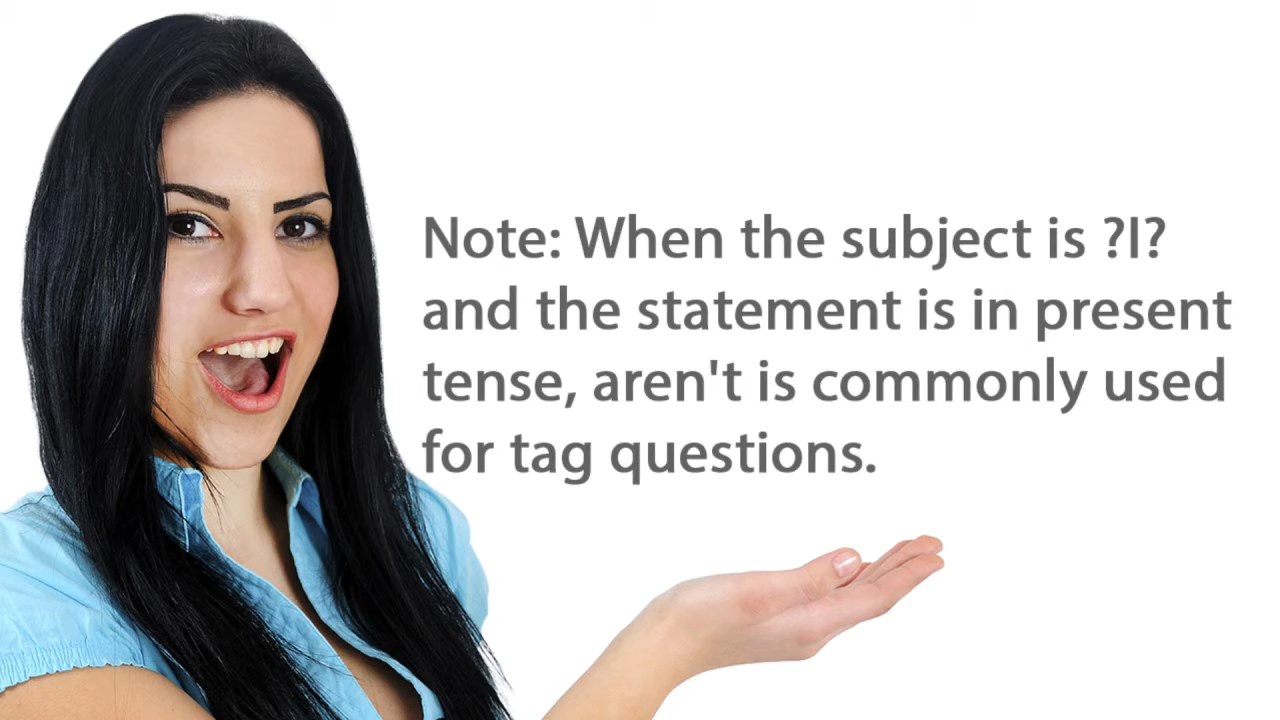 Note: When the subject is ?I?
and the statement is in present
tense, aren't is commonly used
for tag questions.